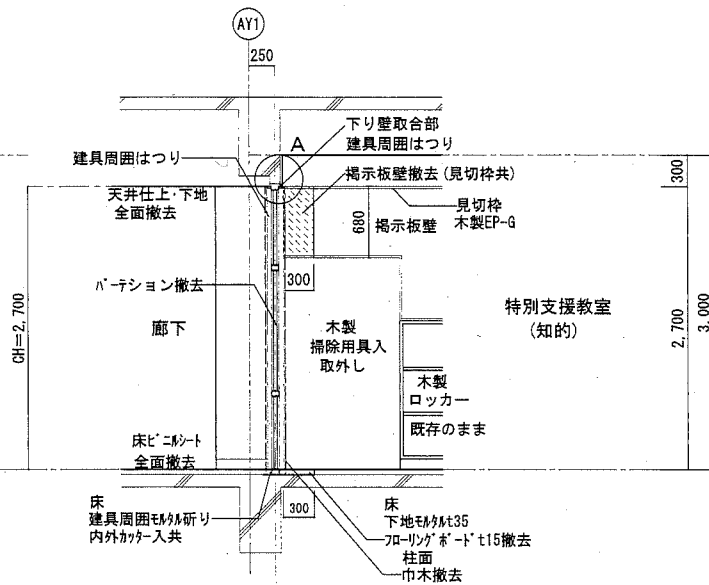 AY1
250
下り壁取合部
建具周囲はつり
A
建具周囲はつり
掲示板壁撤去(見切枠共)
天井仕上・下地
全面撤去
見切枠
木製EP-G
掲示板壁
680
300
300
パーテション撤去
廊下
木製
掃除用具入
取外し
特別支援教室
(知的)
CH=2,700
2,700
3,000
木製
ロッカー
既存のまま
床ビニルシート
全面撤去
床
建具周囲モルタル斫り
内外カッター入共
300
床
下地モルタルt35
フローリングボードt15撤去
柱面
巾木撤去